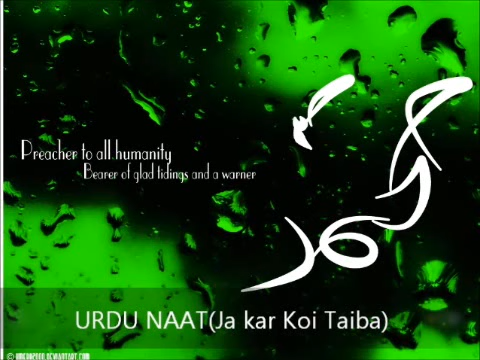 محمد
Preacher to all humanity
Bearer of glad tidings and a warner
URDU NAAT(Ja kar Koi Taiba)